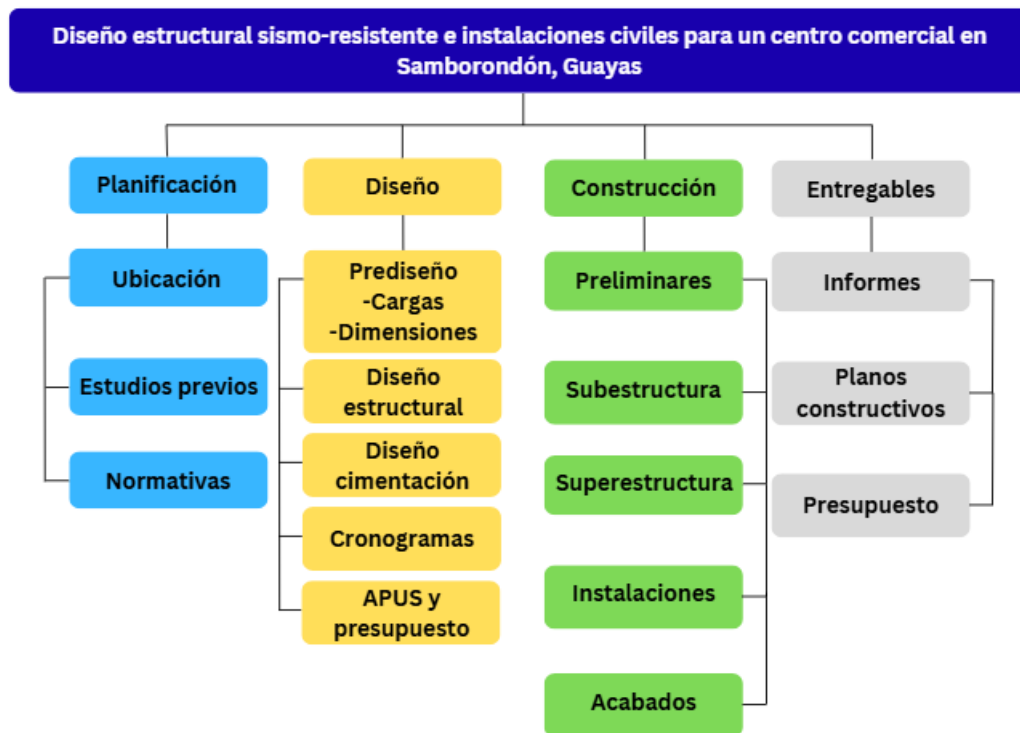 Diseño estructural sismo-resistente e instalaciones civiles para un centro comercial en
Samborondón, Guayas
Planificación
Ubicación
Estudios previos
Normativas
Diseño
Prediseño
-Cargas
-Dimensiones
Diseño
estructural
Diseño
cimentación
Cronogramas
APUS y
presupuesto
Construcción
Preliminares
Subestructura
Superestructura
Instalaciones
Acabados
Entregables
Informes
Planos
constructivos
Presupuesto